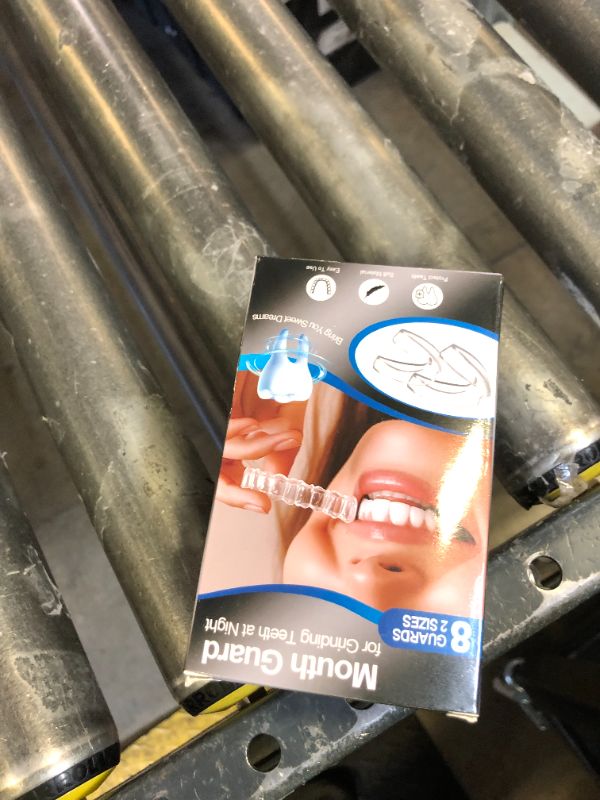 Mouth Guard
for Grinding Teeth at Night
8 GUARDS
2 SIZES
Bring You Sweet Dreams
Protect Teeth
Soft Material
Easy To Use